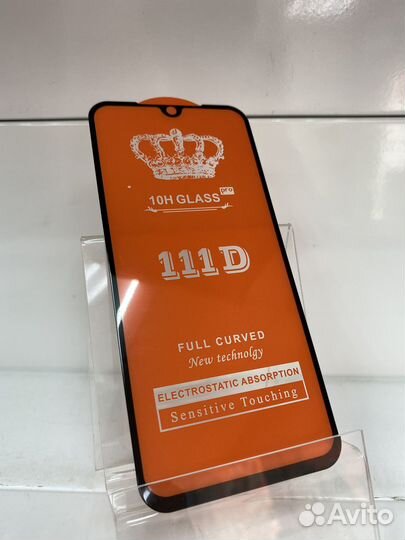 10H GLASS pro
111D
FULL CURVED
New technolgy
ELECTROSTATIC ABSORPTION
Sensitive Touching
Avito